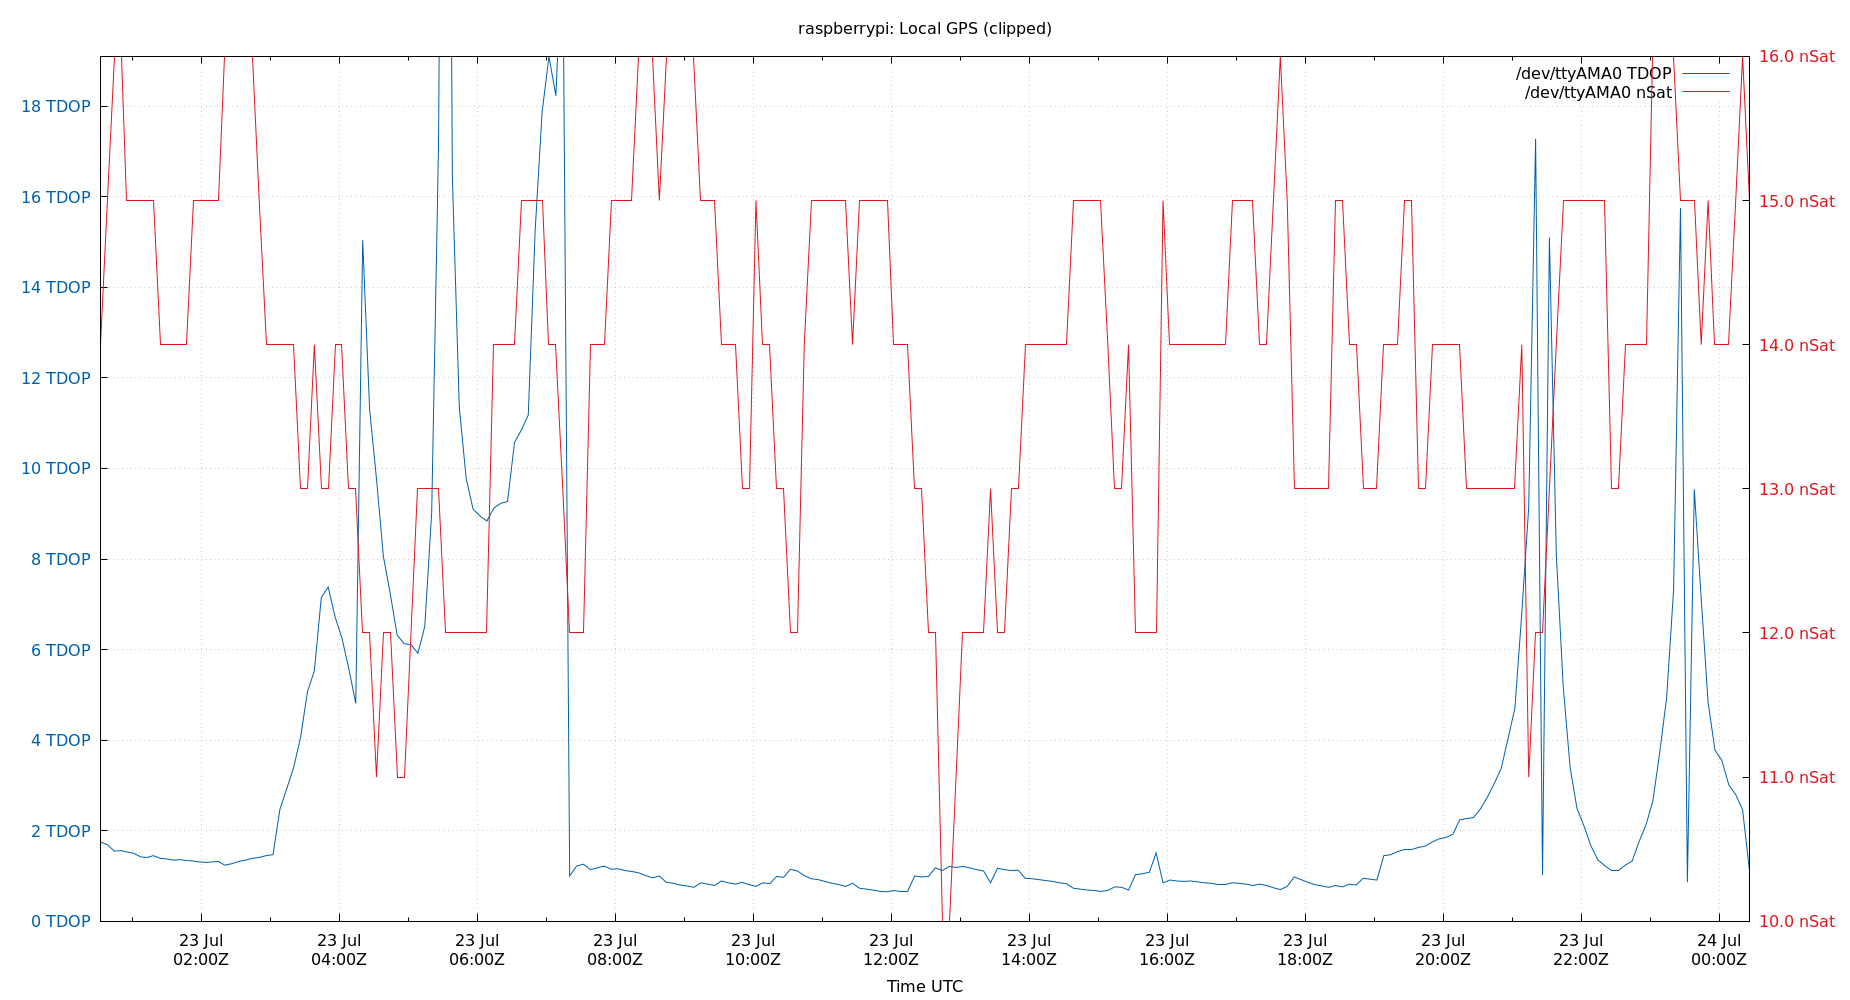 raspberrypi: Local GPS (clipped)
/dev/ttyAMA0 TDOP
/dev/ttyAMA0 nSat
18 TDOP
16 TDOP
14 TDOP
12 TDOP
10 TDOP
8 TDOP
6 TDOP
4 TDOP
2 TDOP
0 TDOP
16.0 nSat
15.0 nSat
14.0 nSat
13.0 nSat
12.0 nSat
11.0 nSat
10.0 nSat
23 Jul 23 Jul 23 Jul 23 Jul 23 Jul 23 Jul 23 Jul 23 Jul 23 Jul 23 Jul 23 Jul 24 Jul
02:00Z 04:00Z 06:00Z 08:00Z 10:00Z 12:00Z 14:00Z 16:00Z 18:00Z 20:00Z 22:00Z 00:00Z
Time UTC